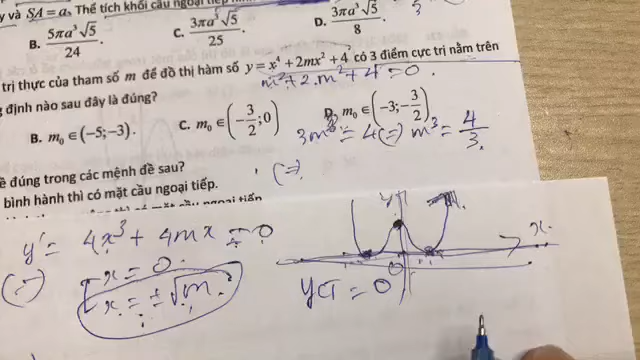 y và SA = a. Thể tích khối cầu ngoại tiếp
B. 5πa³√5/24. C. 3πa³√5/25. D. 3πa³√5/8.
trị thực của tham số m để đồ thị hàm số y = x⁴ + 2mx² + 4 có 3 điểm cực trị nằm trên
m² + 2.m² + 4 = 0.
định nào sau đây là đúng?
B. m₀ ∈ (−5;−3). C. m₀ ∈ (−3/2;0) D. m₀ ∈ (−3;−3/2)
3m³ = 4 (=) m³ = 4/3.
đúng trong các mệnh đề sau?
(=)
bình hành thì có mặt cầu ngoại tiếp.
y' = 4x³ + 4mx = 0
(=) [x = 0.
x = ±√m.
y
x.
0
yCT = 0